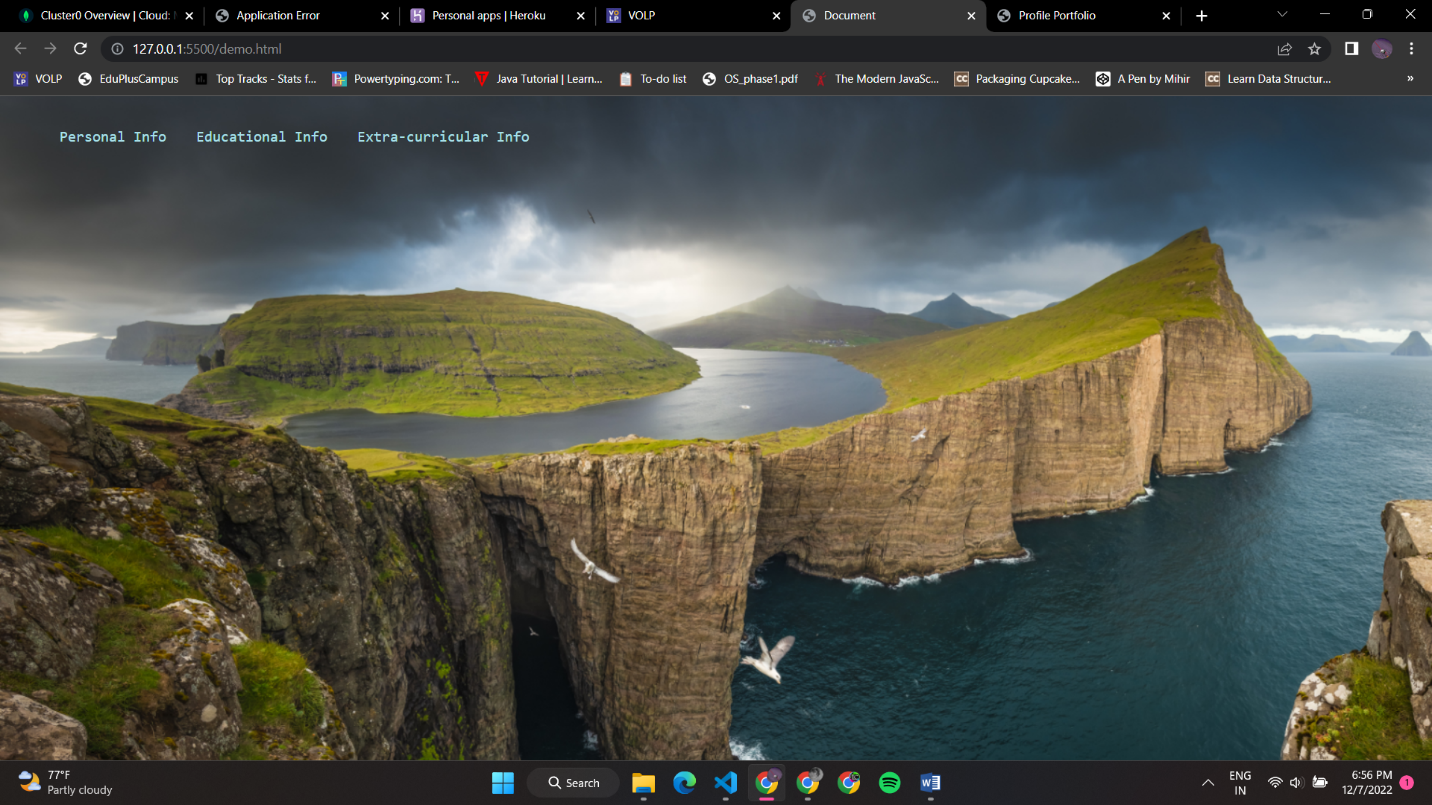 Cluster0 Overview | Cloud: M
Application Error
Personal apps | Heroku
VOLP
Document
Profile Portfolio
127.0.0.1:5500/demo.html
VOLP
EduPlusCampus
Top Tracks - Stats f...
Powertyping.com: T...
Java Tutorial | Learn...
To-do list
OS_phase1.pdf
The Modern JavaSc...
Packaging Cupcake...
A Pen by Mihir
Learn Data Structur...
»
Personal Info
Educational Info
Extra-curricular Info
77°F
Partly cloudy
Search
ENG
IN
6:56 PM
12/7/2022
1